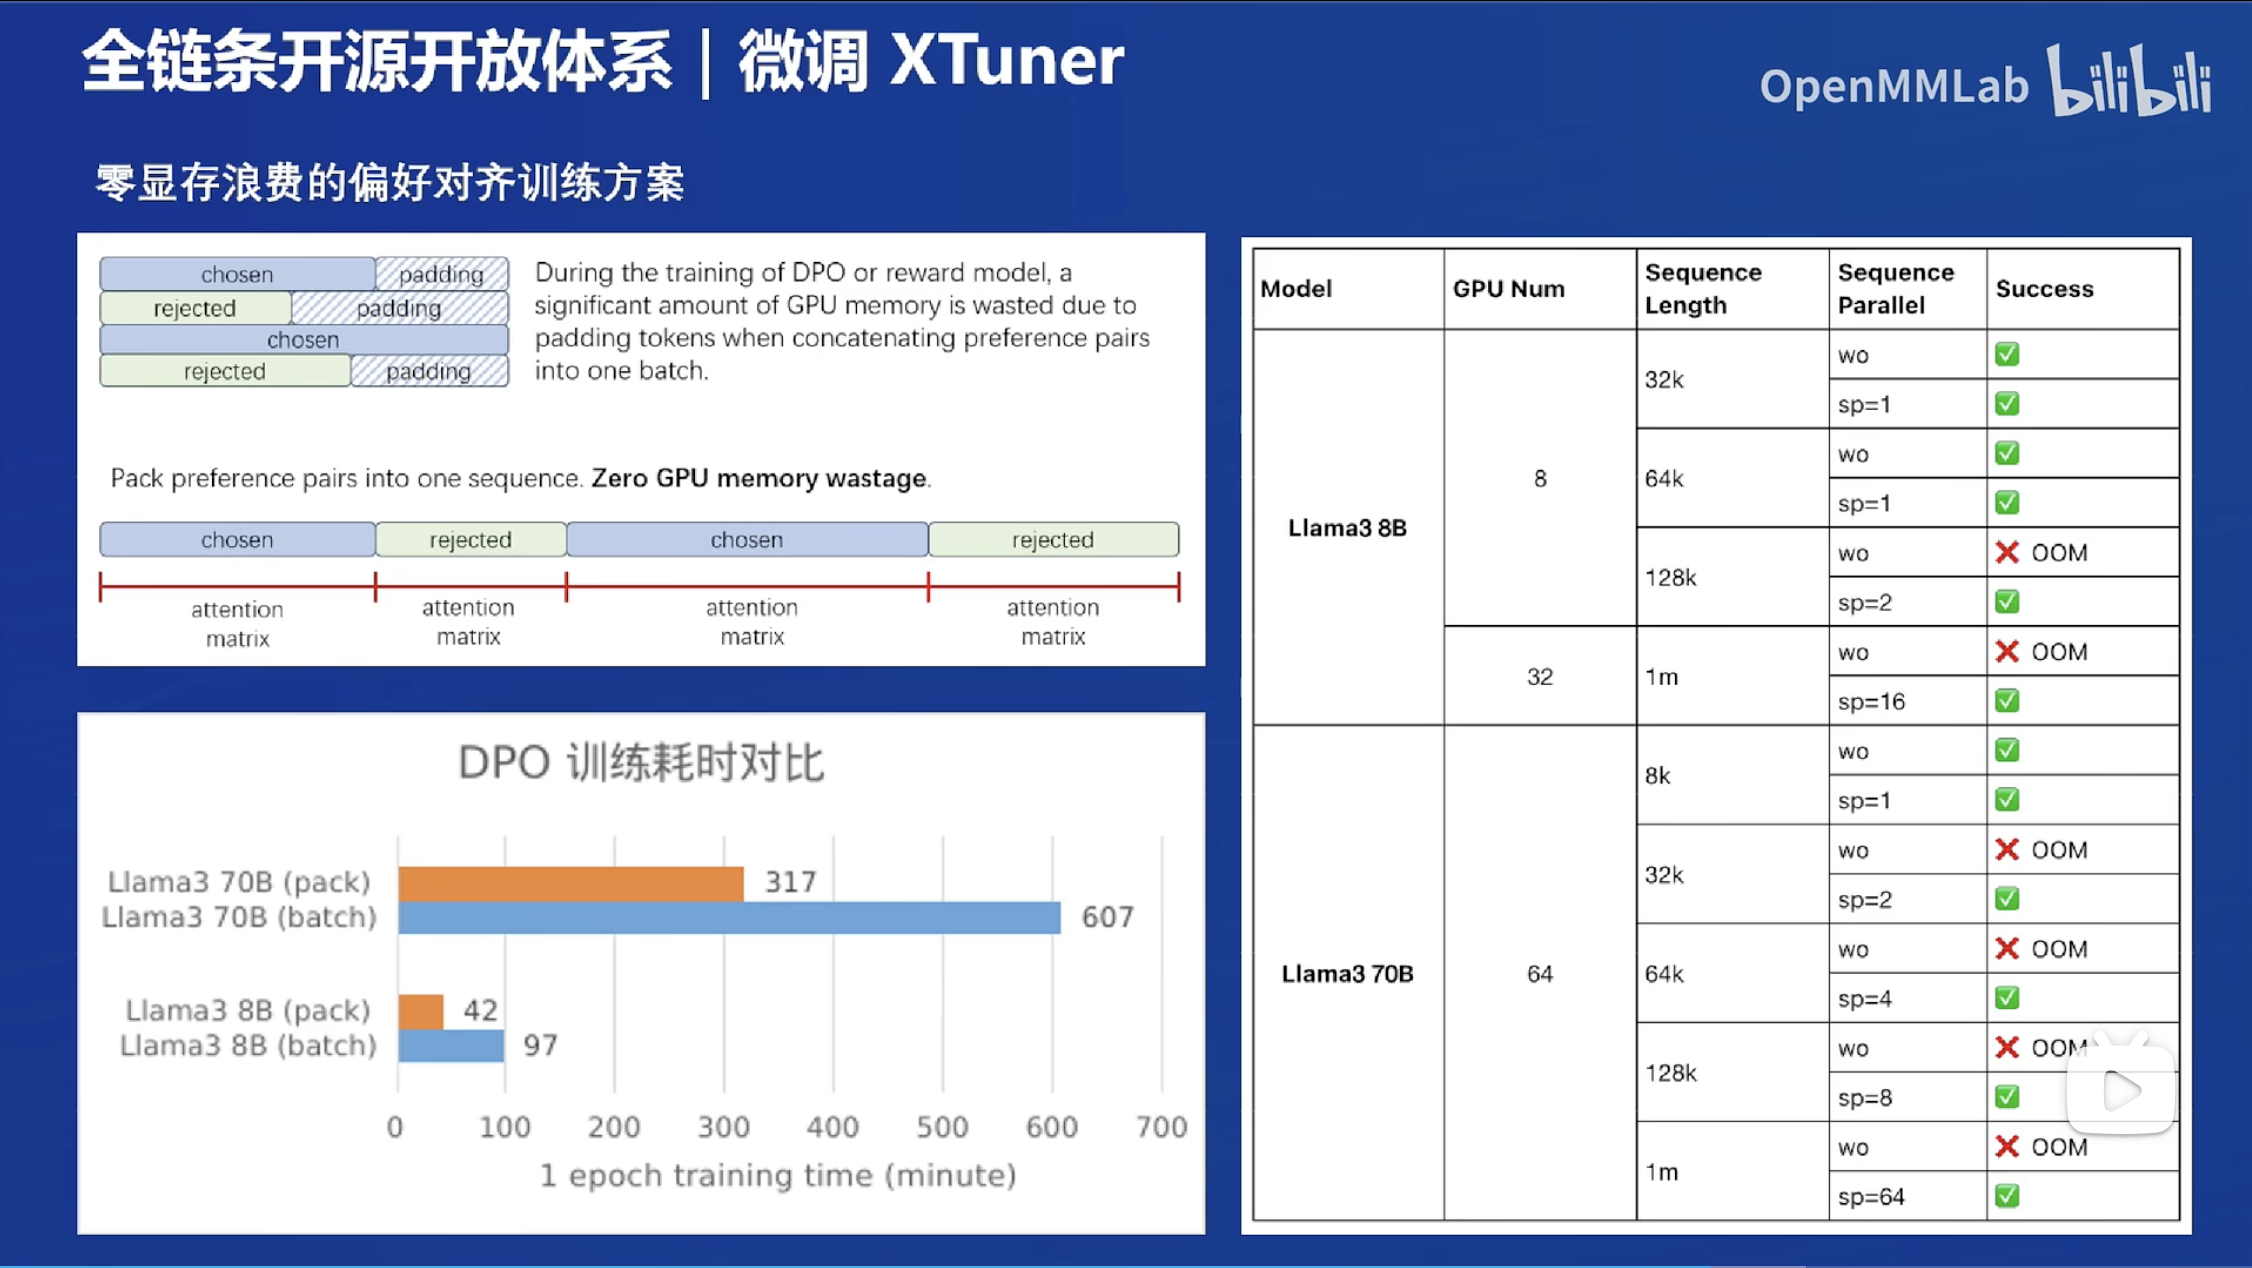 全链条开源开放体系 | 微调 XTuner
OpenMMLab bilibili
零显存浪费的偏好对齐训练方案
chosen padding
rejected padding
chosen
rejected padding
During the training of DPO or reward model, a
significant amount of GPU memory is wasted due to
padding tokens when concatenating preference pairs
into one batch.
Pack preference pairs into one sequence. Zero GPU memory wastage.
chosen rejected chosen rejected
attention attention attention attention
matrix matrix matrix matrix
DPO 训练耗时对比
Llama3 70B (pack) 317
Llama3 70B (batch) 607
Llama3 8B (pack) 42
Llama3 8B (batch) 97
0 100 200 300 400 500 600 700
1 epoch training time (minute)
Model GPU Num Sequence Length Sequence Parallel Success
Llama3 8B
8
32k
wo ✅
sp=1 ✅
64k
wo ✅
sp=1 ✅
128k
wo ❌ OOM
sp=2 ✅
32
1m
wo ❌ OOM
sp=16 ✅
Llama3 70B
64
8k
wo ✅
sp=1 ✅
32k
wo ❌ OOM
sp=2 ✅
64k
wo ❌ OOM
sp=4 ✅
128k
wo ❌ OOM
sp=8 ✅
1m
wo ❌ OOM
sp=64 ✅